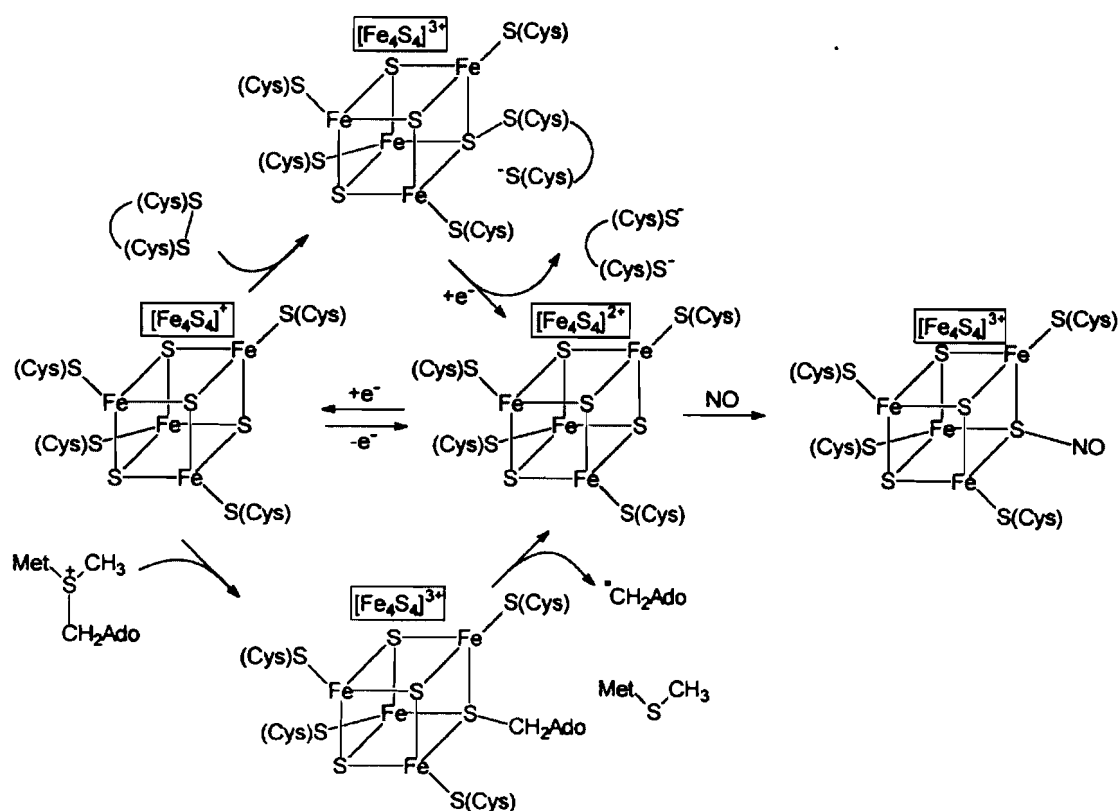 [Fe4S4]3+
S(Cys)
S Fe
(Cys)S
Fe S S(Cys)
Fe S
(Cys)S -S(Cys)
S Fe
S(Cys)
(Cys)S
(Cys)S
(Cys)S-
(Cys)S-
+e-
[Fe4S4]+
S(Cys)
S Fe
(Cys)S
Fe S
Fe S
(Cys)S
S Fe
S(Cys)
+e-
-e-
[Fe4S4]2+
S(Cys)
S Fe
(Cys)S
Fe S
Fe S
(Cys)S
S Fe
S(Cys)
NO
[Fe4S4]3+
S(Cys)
S Fe
(Cys)S
Fe S
Fe S
(Cys)S NO
S Fe
S(Cys)
Met + CH3
S
CH2Ado
[Fe4S4]3+
S(Cys)
S Fe
(Cys)S
Fe S
Fe S
(Cys)S CH2Ado
S Fe
S(Cys)
•CH2Ado
Met CH3
S